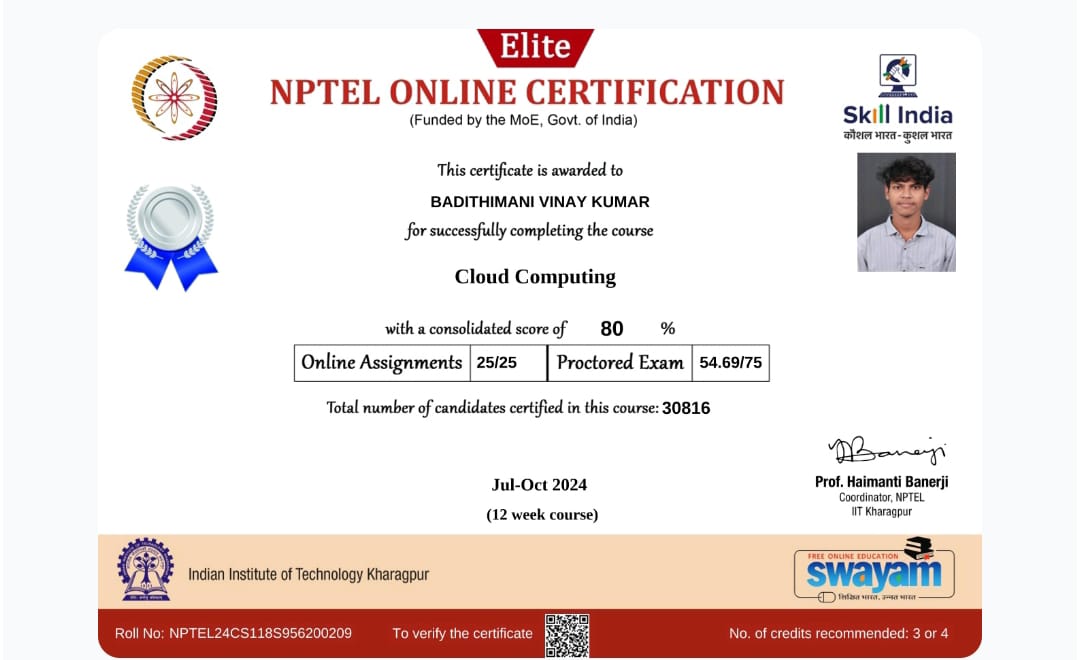 Elite
NPTEL ONLINE CERTIFICATION
(Funded by the MoE, Govt. of India)
Skill India
कौशल भारत - कुशल भारत
This certificate is awarded to
BADITHIMANI VINAY KUMAR
for successfully completing the course
Cloud Computing
with a consolidated score of 80 %
Online Assignments 25/25 Proctored Exam 54.69/75
Total number of candidates certified in this course: 30816
Jul-Oct 2024
(12 week course)
Prof. Haimanti Banerji
Coordinator, NPTEL
IIT Kharagpur
Indian Institute of Technology Kharagpur
FREE ONLINE EDUCATION
swayam
शिक्षित भारत, उन्नत भारत
Roll No: NPTEL24CS118S956200209 To verify the certificate No. of credits recommended: 3 or 4